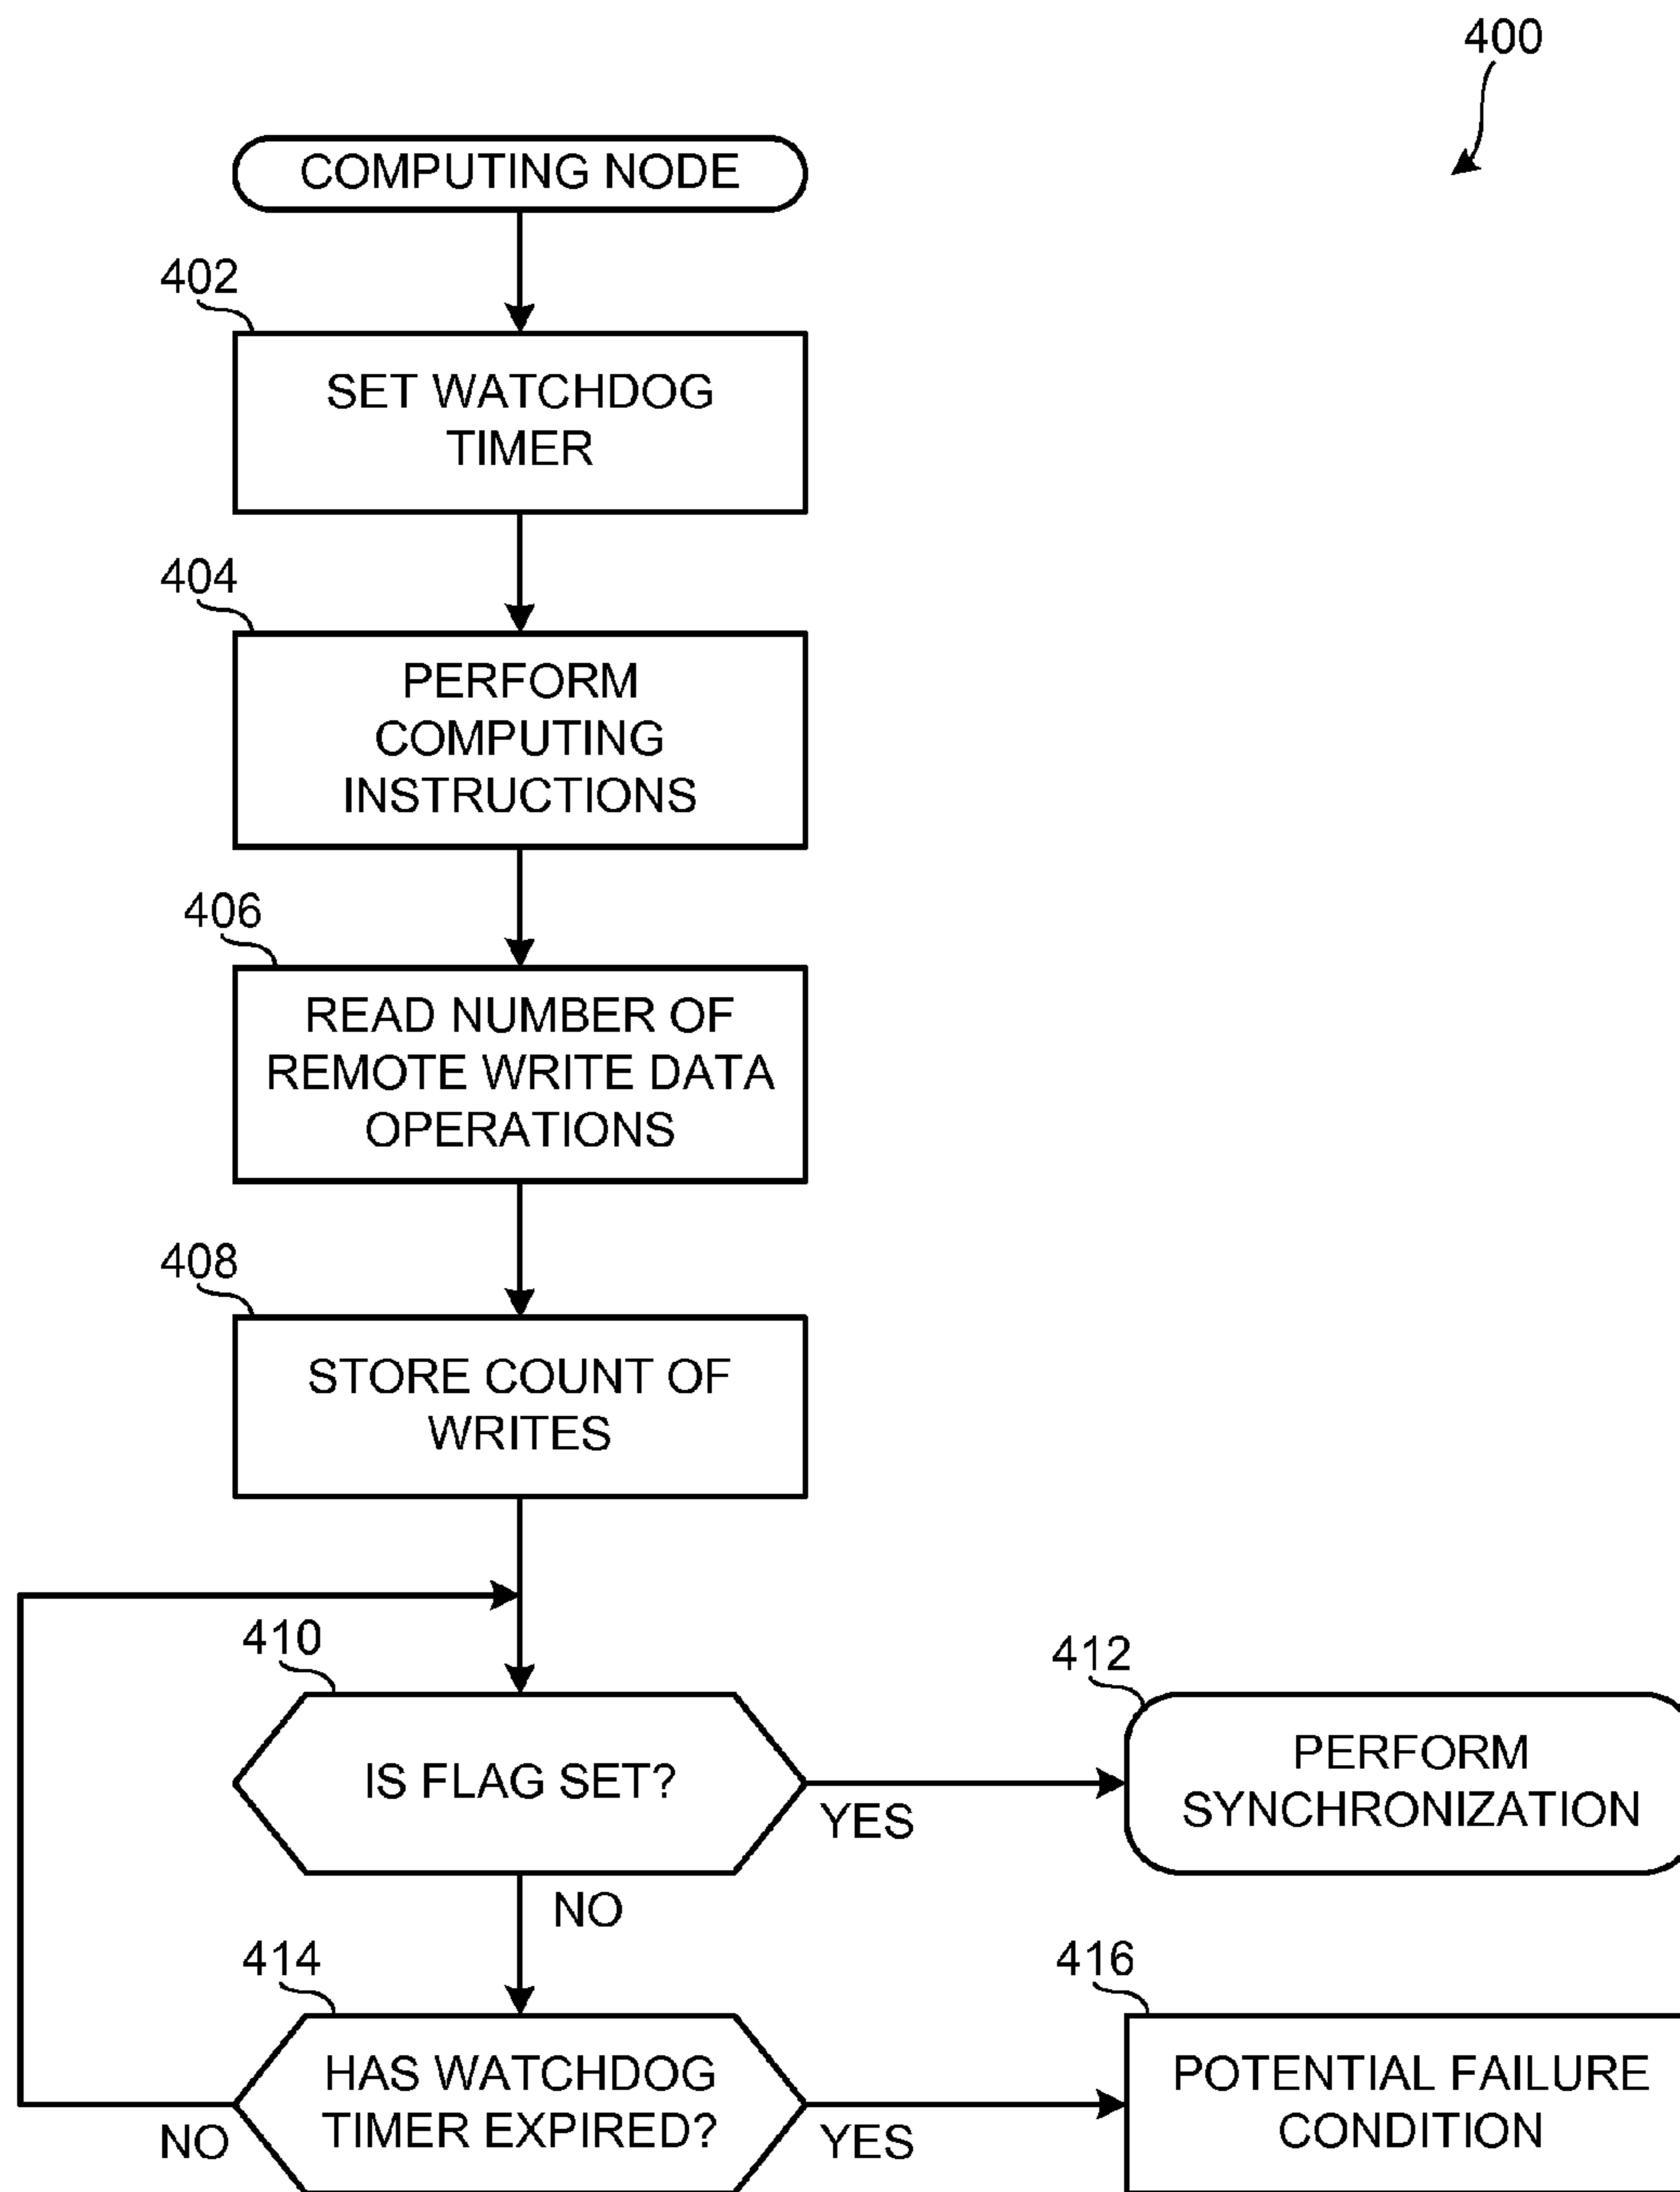 400
COMPUTING NODE
402
SET WATCHDOG
TIMER
404
PERFORM
COMPUTING
INSTRUCTIONS
406
READ NUMBER OF
REMOTE WRITE DATA
OPERATIONS
408
STORE COUNT OF
WRITES
410
IS FLAG SET?
YES
NO
412
PERFORM
SYNCHRONIZATION
414
HAS WATCHDOG
TIMER EXPIRED?
NO
YES
416
POTENTIAL FAILURE
CONDITION